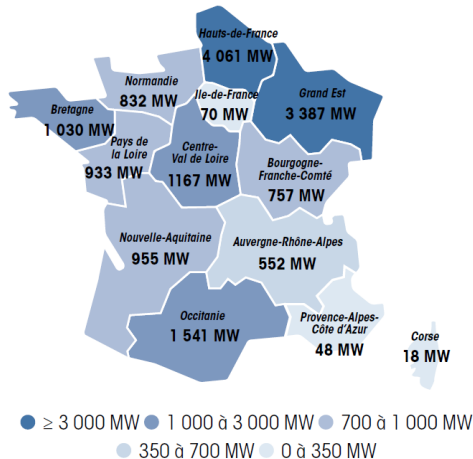 Hauts-de-France
4 061 MW
Normandie
832 MW
Ile-de-France
70 MW
Grand Est
3 387 MW
Bretagne
1 030 MW
Pays de
la Loire
933 MW
Centre-
Val de Loire
1167 MW
Bourgogne-
Franche-Comté
757 MW
Nouvelle-Aquitaine
955 MW
Auvergne-Rhône-Alpes
552 MW
Occitanie
1 541 MW
Provence-Alpes-
Côte d'Azur
48 MW
Corse
18 MW
≥ 3 000 MW
1 000 à 3 000 MW
700 à 1 000 MW
350 à 700 MW
0 à 350 MW